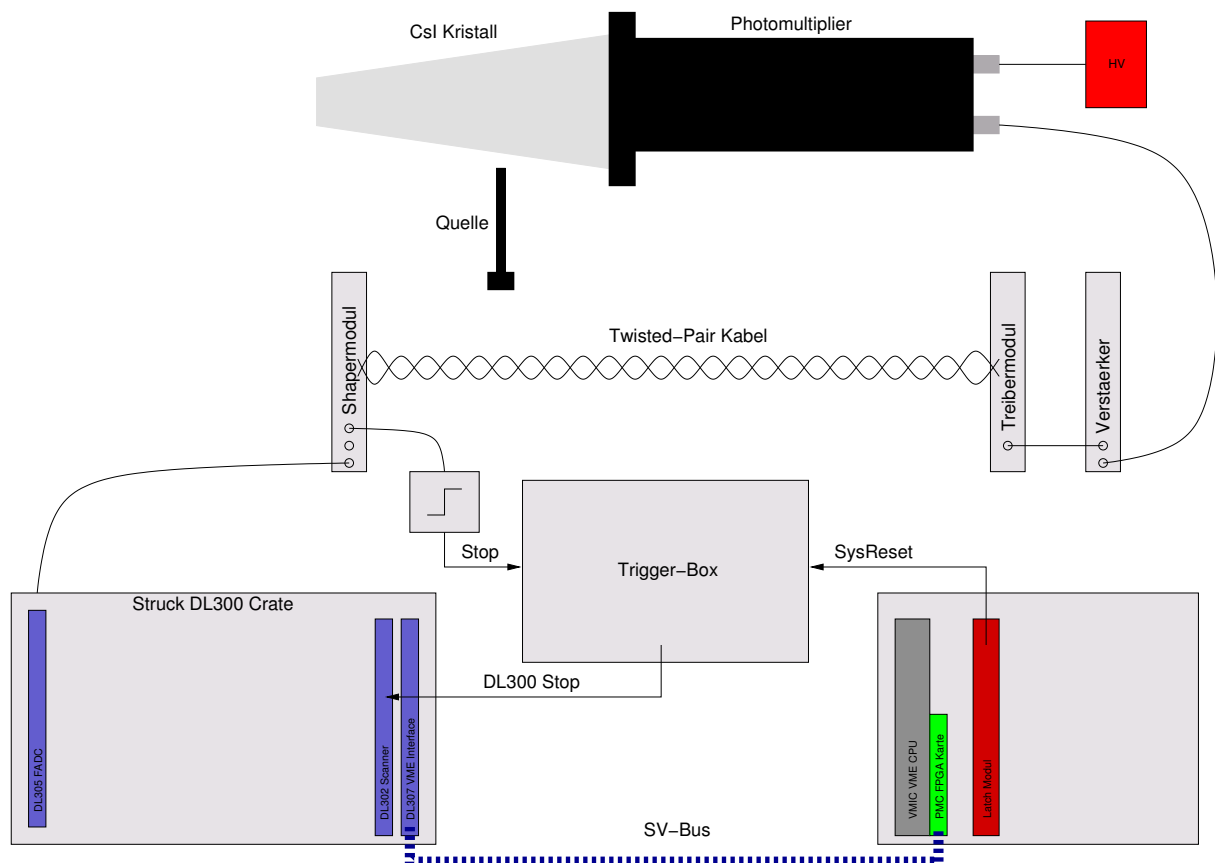 CsI Kristall
Photomultiplier
HV
Quelle
Twisted−Pair Kabel
Shapermodul
Treibermodul
Verstaerker
Stop
Trigger−Box
SysReset
Struck DL300 Crate
DL300 Stop
DL305 FADC
DL302 Scanner
DL307 VME Interface
VMIC VME CPU
PMC FPGA Karte
Latch Modul
SV−Bus